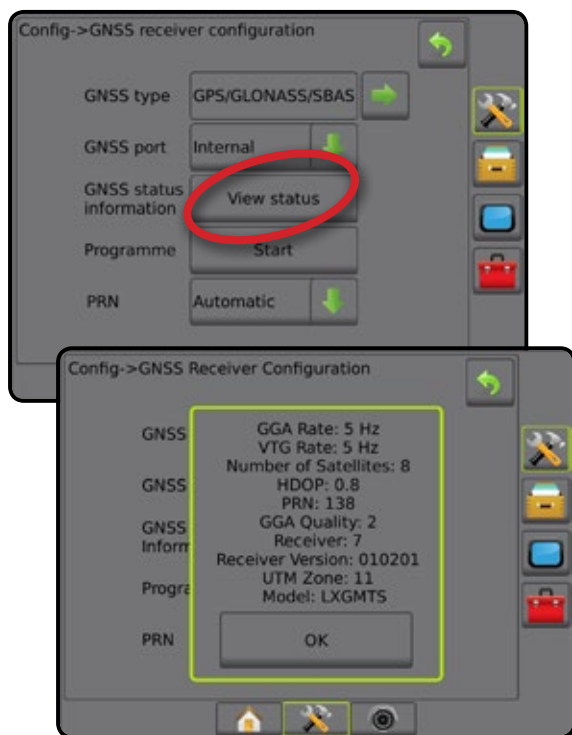 Config->GNSS receiver configuration
GNSS type GPS/GLONASS/SBAS
GNSS port Internal
GNSS status
information
View status
Programme Start
PRN Automatic
Config->GNSS Receiver Configuration
GNSS
GNSS
GNSS
Inform
Progra
PRN
GGA Rate: 5 Hz
VTG Rate: 5 Hz
Number of Satellites: 8
HDOP: 0.8
PRN: 138
GGA Quality: 2
Receiver: 7
Receiver Version: 010201
UTM Zone: 11
Model: LXGMTS
OK